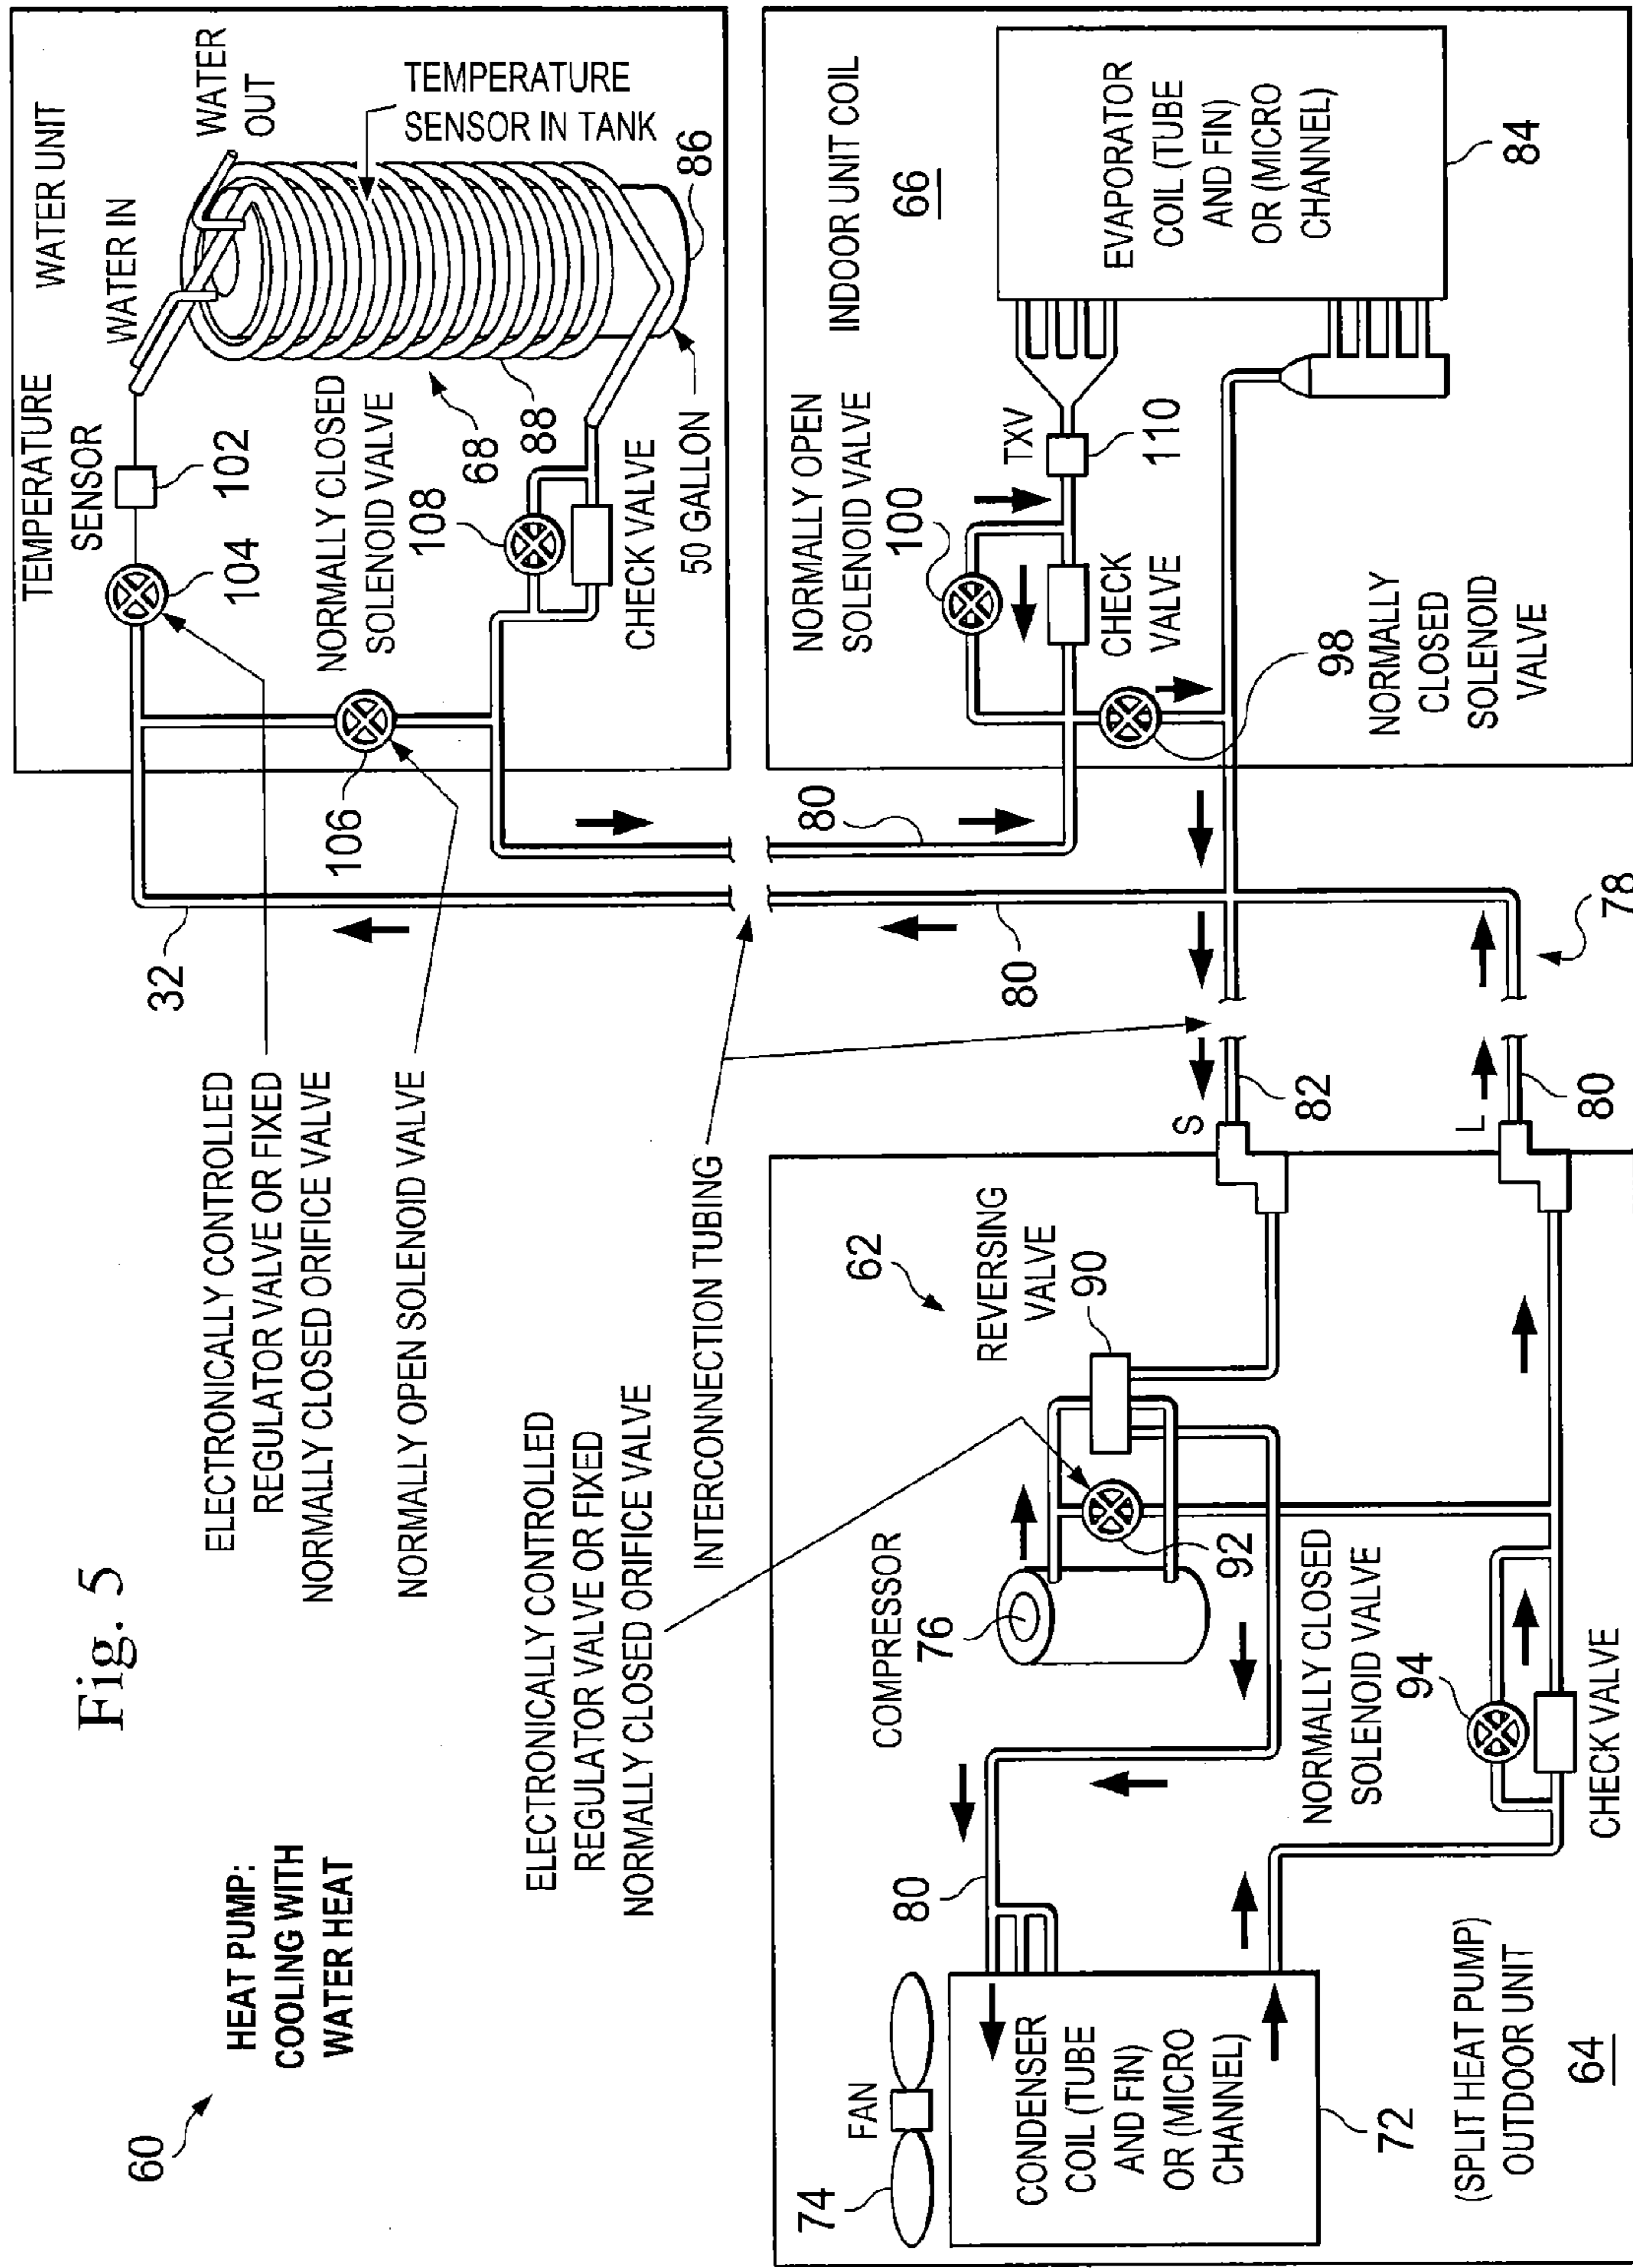 Fig. 5
60
HEAT PUMP:
COOLING WITH
WATER HEAT
ELECTRONICALLY CONTROLLED
REGULATOR VALVE OR FIXED
NORMALLY CLOSED ORIFICE VALVE
NORMALLY OPEN SOLENOID VALVE
ELECTRONICALLY CONTROLLED
REGULATOR VALVE OR FIXED
NORMALLY CLOSED ORIFICE VALVE
INTERCONNECTION TUBING
WATER UNIT
WATER IN
WATER
OUT
TEMPERATURE
SENSOR
102
104
TEMPERATURE
SENSOR IN TANK
NORMALLY CLOSED
SOLENOID VALVE
108
68
88
86
CHECK VALVE
50 GALLON
106
32
80
80
INDOOR UNIT COIL
66
EVAPORATOR
COIL (TUBE
AND FIN)
OR (MICRO
CHANNEL)
84
NORMALLY OPEN
SOLENOID VALVE
100
TXV
110
CHECK
VALVE
98
NORMALLY
CLOSED
SOLENOID
VALVE
78
S
82
L
80
62
REVERSING
VALVE
90
COMPRESSOR
76
92
NORMALLY CLOSED
SOLENOID VALVE
94
CHECK VALVE
80
FAN
74
CONDENSER
COIL (TUBE
AND FIN)
OR (MICRO
CHANNEL)
72
(SPLIT HEAT PUMP)
OUTDOOR UNIT
64